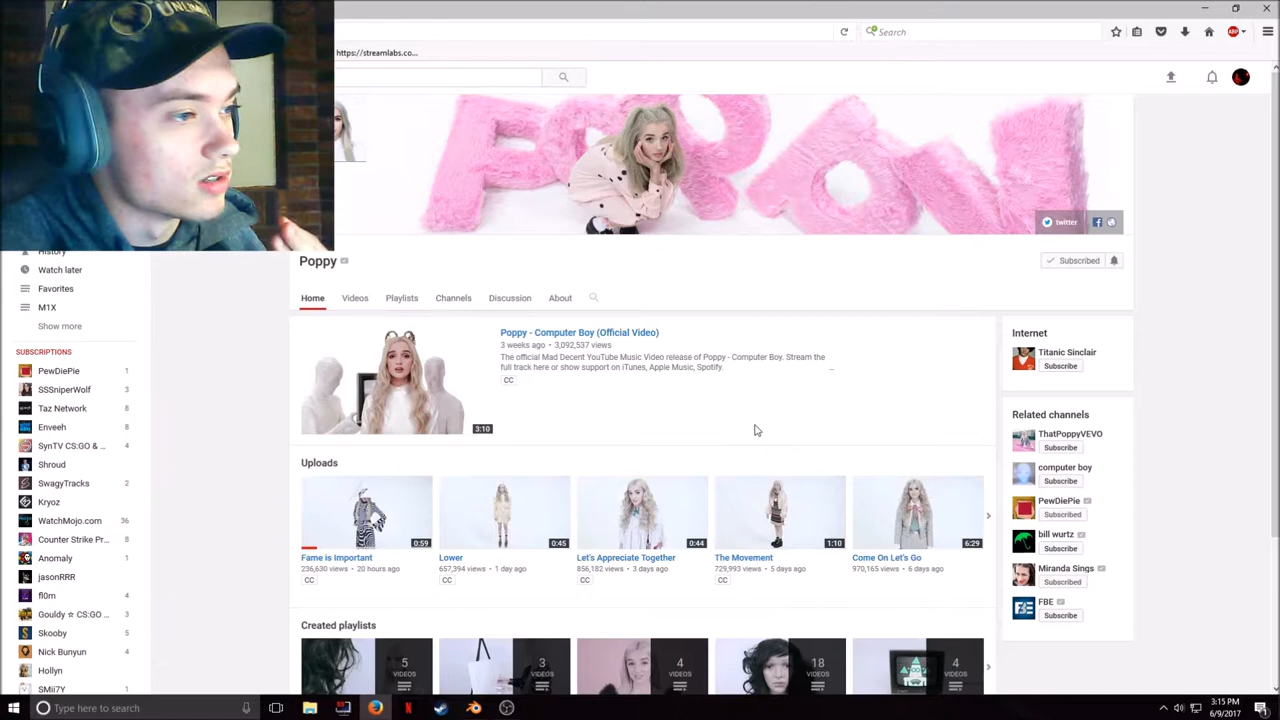 Search
https://streamlabs.co...
twitter
History
Watch later
Favorites
M1X
Show more
SUBSCRIPTIONS
PewDiePie 1
SSSniperWolf 3
Taz Network 8
Enveeh 8
SynTV CS:GO & ... 4
Shroud
SwagyTracks 2
Kryoz
WatchMojo.com 36
Counter Strike Pr... 8
Anomaly
jasonRRR
fl0m 4
Gouldy ☆ CS:GO ... 2
Skooby 5
Nick Bunyun 4
Hollyn
SMii7Y 1
Poppy
Subscribed
Home Videos Playlists Channels Discussion About
Poppy - Computer Boy (Official Video)
3 weeks ago • 3,092,537 views
The official Mad Decent YouTube Music Video release of Poppy - Computer Boy. Stream the
full track here or show support on iTunes, Apple Music, Spotify. ...
CC
3:10
Uploads
0:59 0:45 0:44 1:10 6:29
Fame is Important Lower Let's Appreciate Together The Movement Come On Let's Go
236,630 views • 20 hours ago 657,394 views • 1 day ago 856,182 views • 3 days ago 729,993 views • 5 days ago 970,165 views • 6 days ago
CC CC CC CC
Created playlists
5 3 4 18 4
VIDEOS VIDEOS VIDEOS VIDEOS VIDEOS
Internet
Titanic Sinclair
Subscribe
Related channels
ThatPoppyVEVO
Subscribe
computer boy
Subscribe
PewDiePie
Subscribed
bill wurtz
Subscribe
Miranda Sings
Subscribed
FBE
Subscribe
Type here to search
3:15 PM
6/9/2017